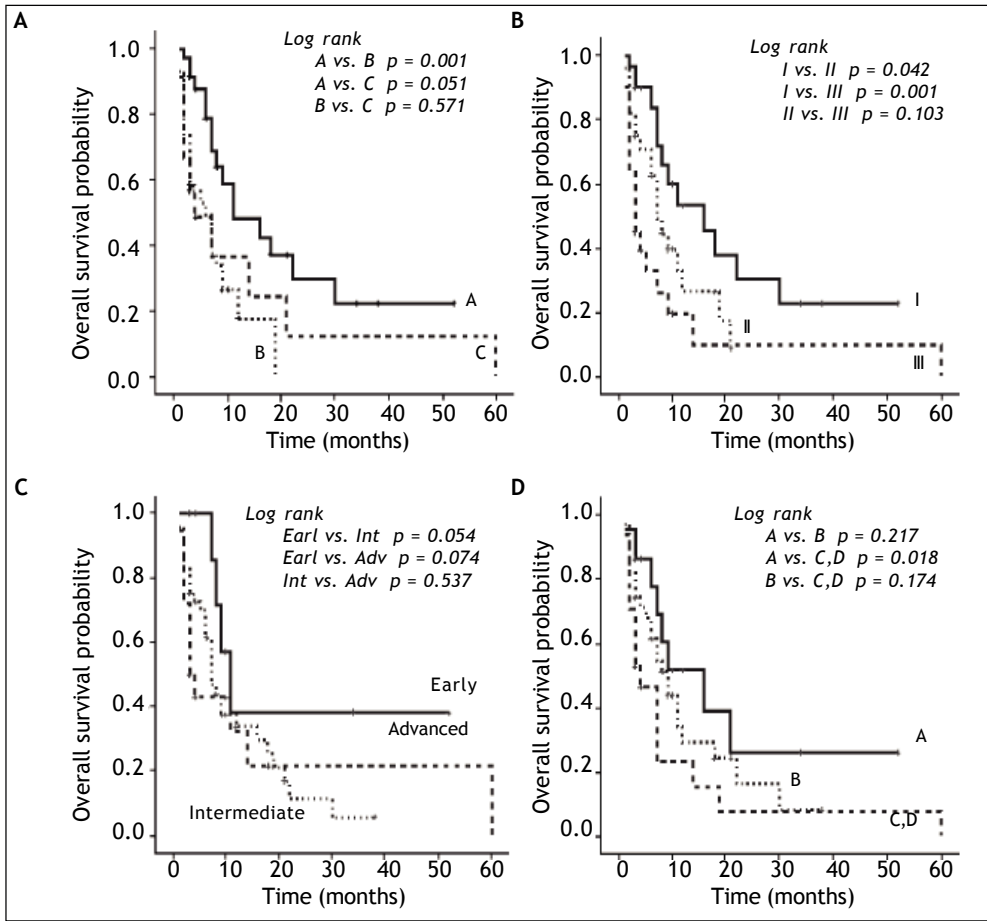 A
Log rank
A vs. B p = 0.001
A vs. C p = 0.051
B vs. C p = 0.571
Overall survival probability
1.0
0.8
0.6
0.4
0.2
0.0
A
B
C
0 10 20 30 40 50 60
Time (months)
B
Log rank
I vs. II p = 0.042
I vs. III p = 0.001
II vs. III p = 0.103
Overall survival probability
1.0
0.8
0.6
0.4
0.2
0.0
I
II
III
0 10 20 30 40 50 60
Time (months)
C
Log rank
Earl vs. Int p = 0.054
Earl vs. Adv p = 0.074
Int vs. Adv p = 0.537
Overall survival probability
1.0
0.8
0.6
0.4
0.2
0.0
Early
Advanced
Intermediate
0 10 20 30 40 50 60
Time (months)
D
Log rank
A vs. B p = 0.217
A vs. C,D p = 0.018
B vs. C,D p = 0.174
Overall survival probability
1.0
0.8
0.6
0.4
0.2
0.0
A
B
C,D
0 10 20 30 40 50 60
Time (months)